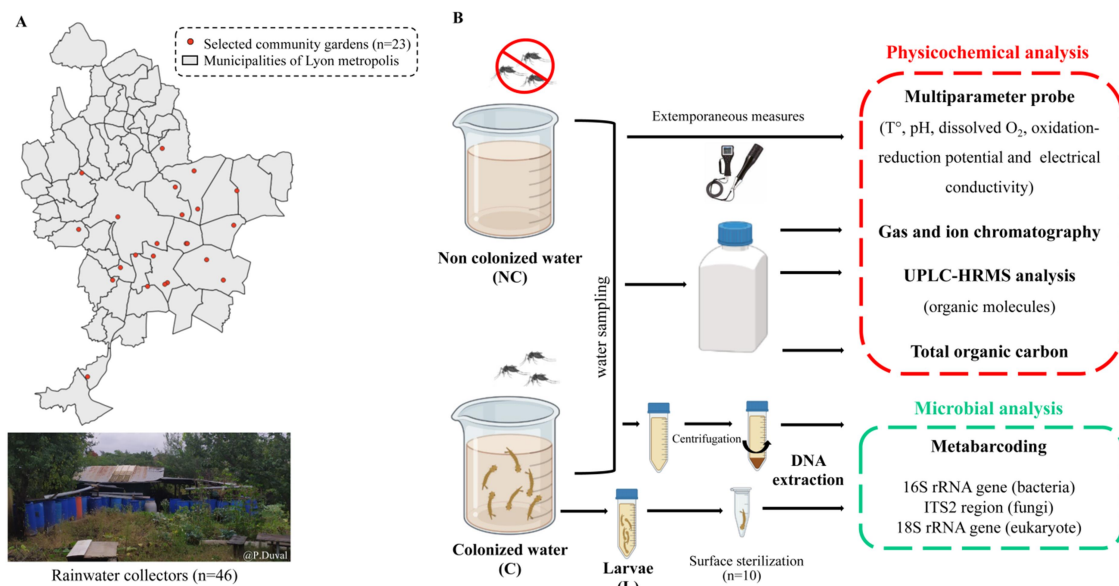 A
Selected community gardens (n=23)
Municipalities of Lyon metropolis
@P.Duval
Rainwater collectors (n=46)
B
Non colonized water
(NC)
Colonized water
(C)
water sampling
Extemporaneous measures
Centrifugation
DNA
extraction
Larvae
(L)
Surface sterilization
(n=10)
Physicochemical analysis
Multiparameter probe
(T°, pH, dissolved O₂, oxidation-
reduction potential and electrical
conductivity)
Gas and ion chromatography
UPLC-HRMS analysis
(organic molecules)
Total organic carbon
Microbial analysis
Metabarcoding
16S rRNA gene (bacteria)
ITS2 region (fungi)
18S rRNA gene (eukaryote)